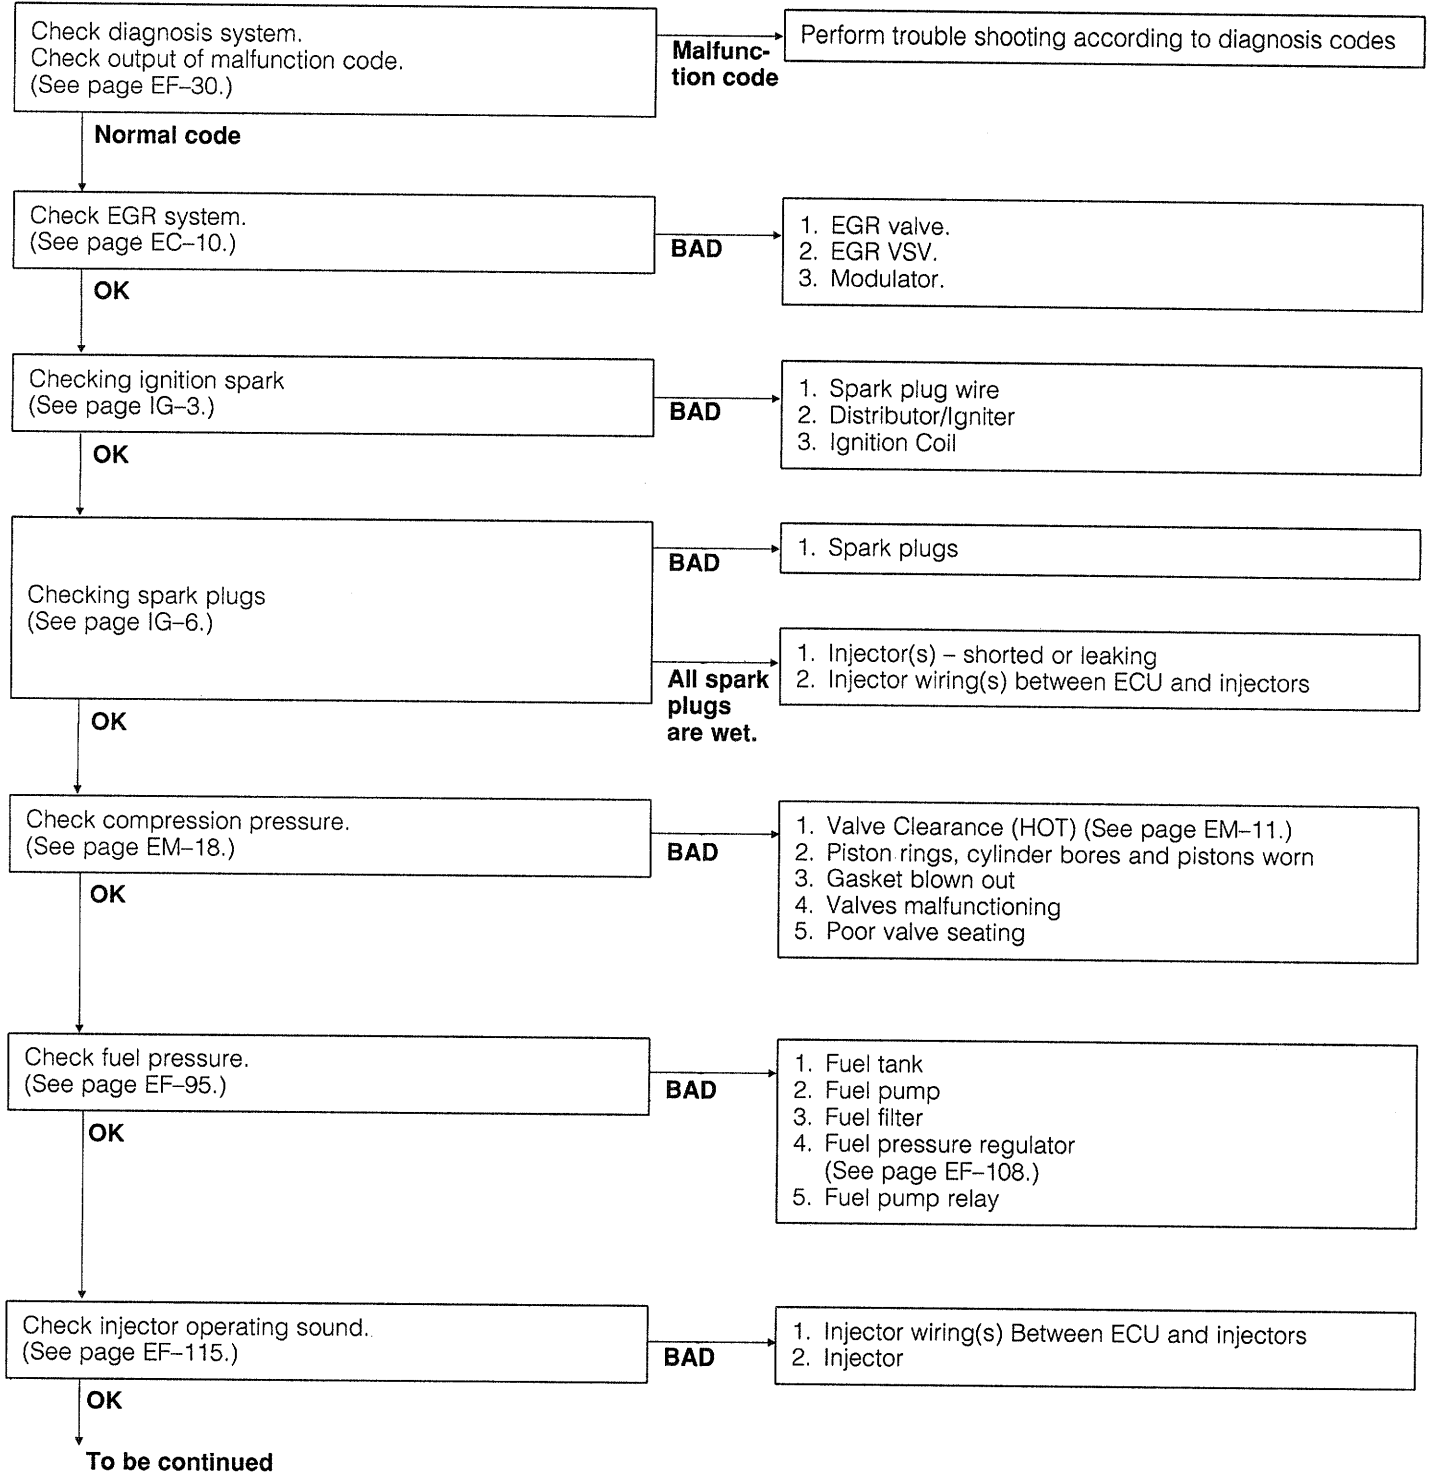 Check diagnosis system.
Check output of malfunction code.
(See page EF–30.)
Malfunc-
tion code
Perform trouble shooting according to diagnosis codes
Normal code
Check EGR system.
(See page EC–10.)
BAD
1. EGR valve.
2. EGR VSV.
3. Modulator.
OK
Checking ignition spark
(See page IG–3.)
BAD
1. Spark plug wire
2. Distributor/Igniter
3. Ignition Coil
OK
Checking spark plugs
(See page IG–6.)
BAD
1. Spark plugs
All spark
plugs
are wet.
1. Injector(s) – shorted or leaking
2. Injector wiring(s) between ECU and injectors
OK
Check compression pressure.
(See page EM–18.)
BAD
1. Valve Clearance (HOT) (See page EM–11.)
2. Piston rings, cylinder bores and pistons worn
3. Gasket blown out
4. Valves malfunctioning
5. Poor valve seating
OK
Check fuel pressure.
(See page EF–95.)
BAD
1. Fuel tank
2. Fuel pump
3. Fuel filter
4. Fuel pressure regulator
(See page EF–108.)
5. Fuel pump relay
OK
Check injector operating sound.
(See page EF–115.)
BAD
1. Injector wiring(s) Between ECU and injectors
2. Injector
OK
To be continued